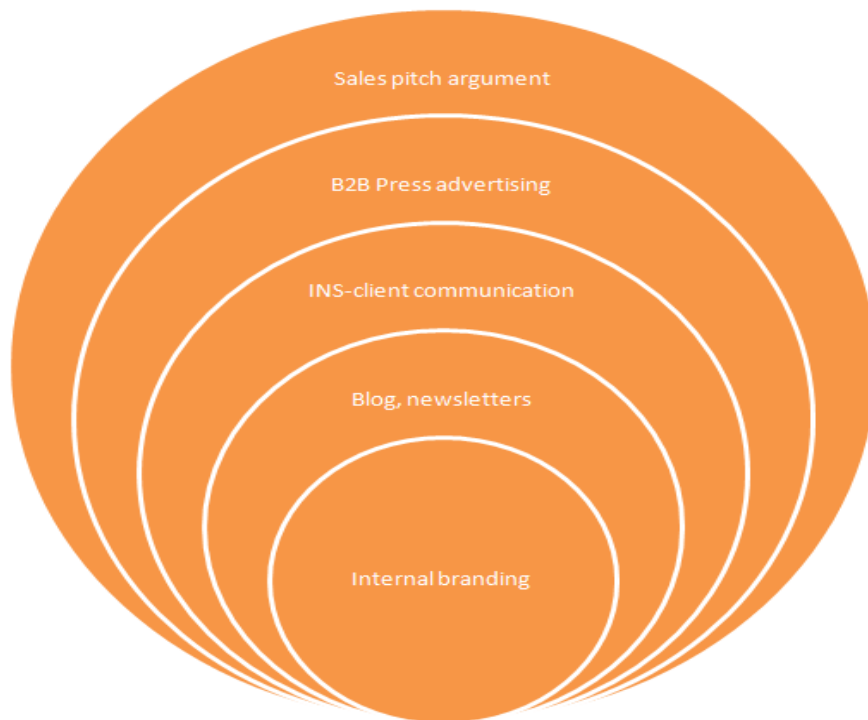 Sales pitch argument
B2B Press advertising
INS-client communication
Blog, newsletters
Internal branding